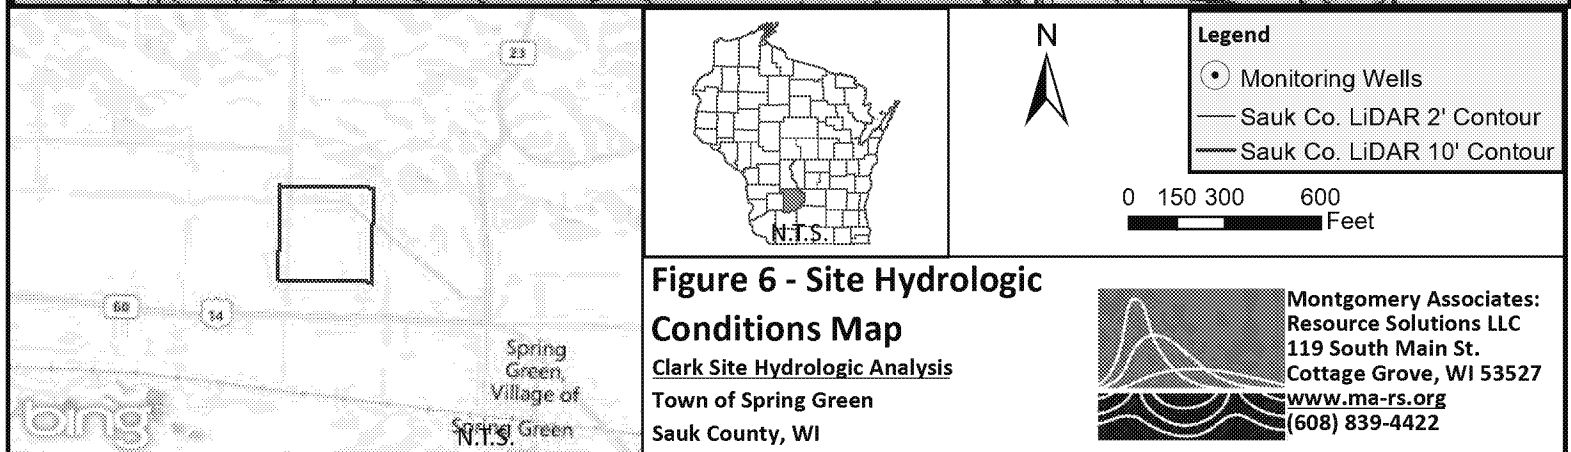 23
60
14
Spring
Green,
Village of
Spring Green
N.T.S.
bing
N.T.S.
N
Legend
Monitoring Wells
Sauk Co. LiDAR 2' Contour
Sauk Co. LiDAR 10' Contour
0 150 300 600
Feet
Figure 6 - Site Hydrologic
Conditions Map
Clark Site Hydrologic Analysis
Town of Spring Green
Sauk County, WI
Montgomery Associates:
Resource Solutions LLC
119 South Main St.
Cottage Grove, WI 53527
www.ma-rs.org
(608) 839-4422